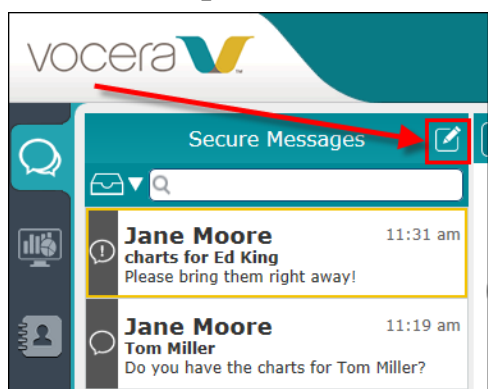 vocera
Secure Messages
Jane Moore 11:31 am
charts for Ed King
Please bring them right away!
Jane Moore 11:19 am
Tom Miller
Do you have the charts for Tom Miller?